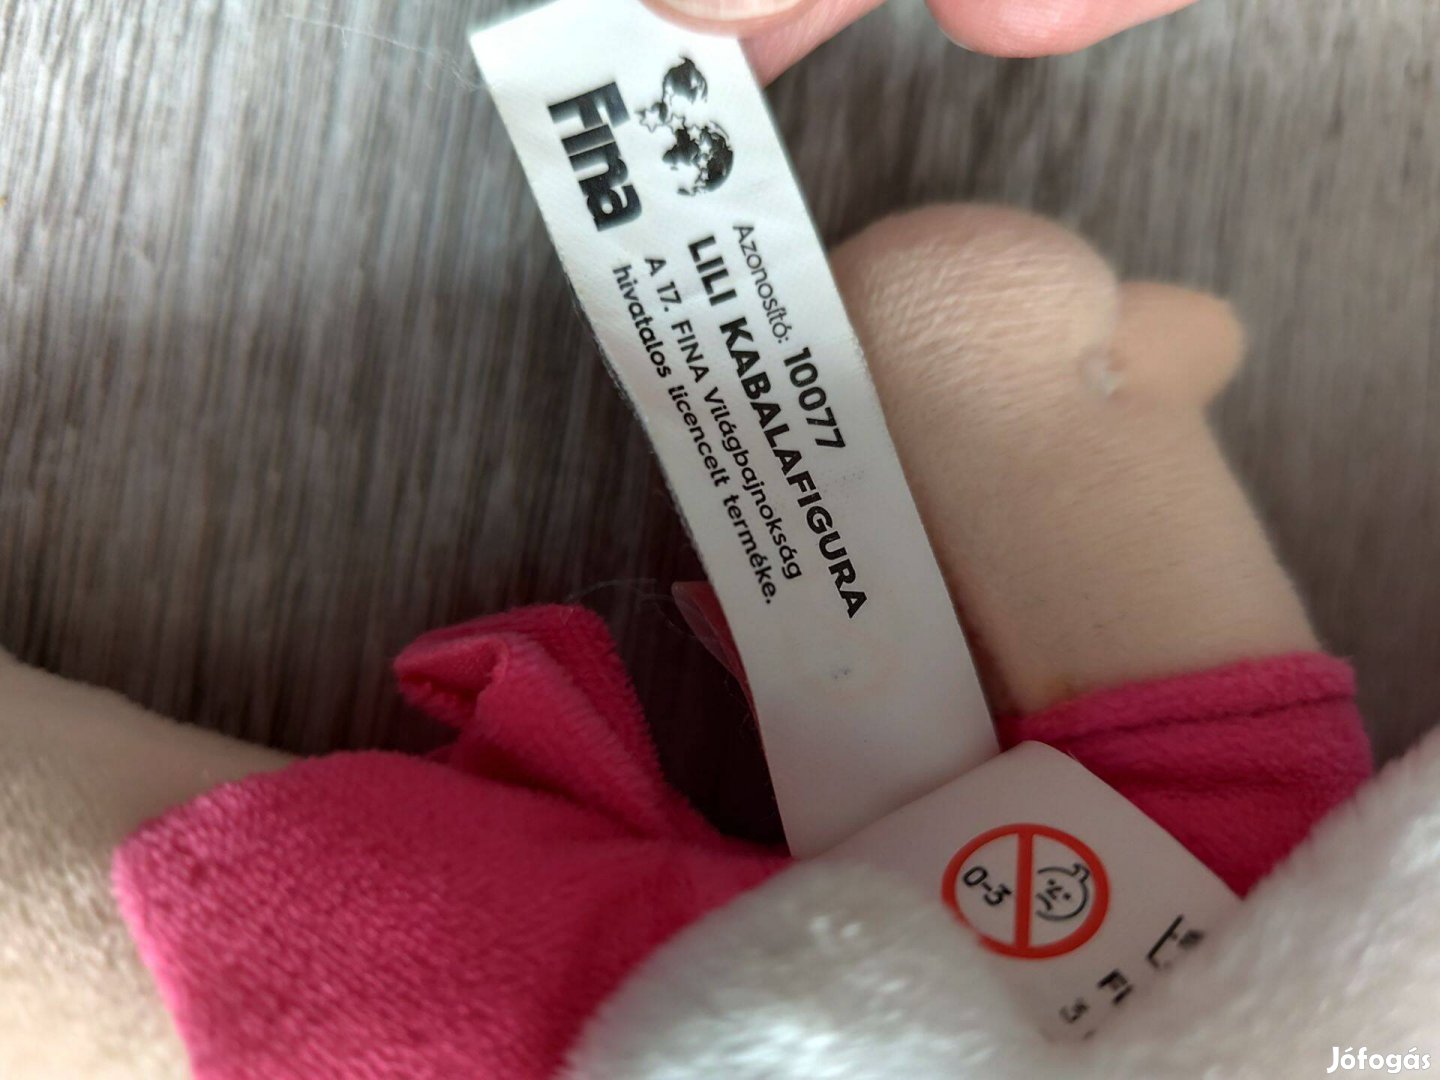 Fina
Azonosító: 10077
LILI KABALAFIGURA
A 17. FINA Világbajnokság
hivatalos licencelt terméke.
0-3
Jófogás